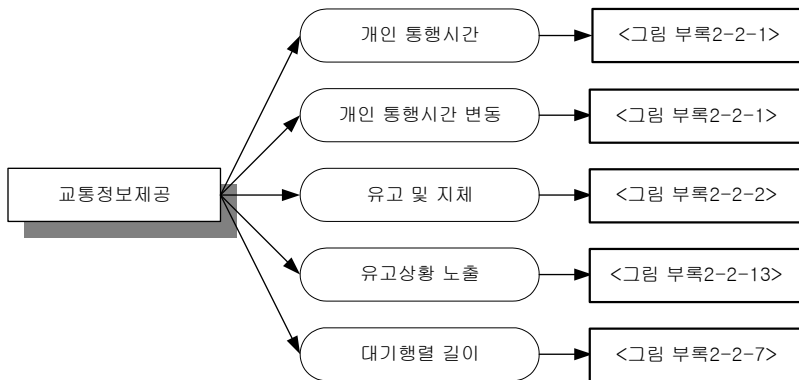 개인 통행시간
<그림 부록2-2-1>
개인 통행시간 변동
<그림 부록2-2-1>
교통정보제공
유고 및 지체
<그림 부록2-2-2>
유고상황 노출
<그림 부록2-2-13>
대기행렬 길이
<그림 부록2-2-7>